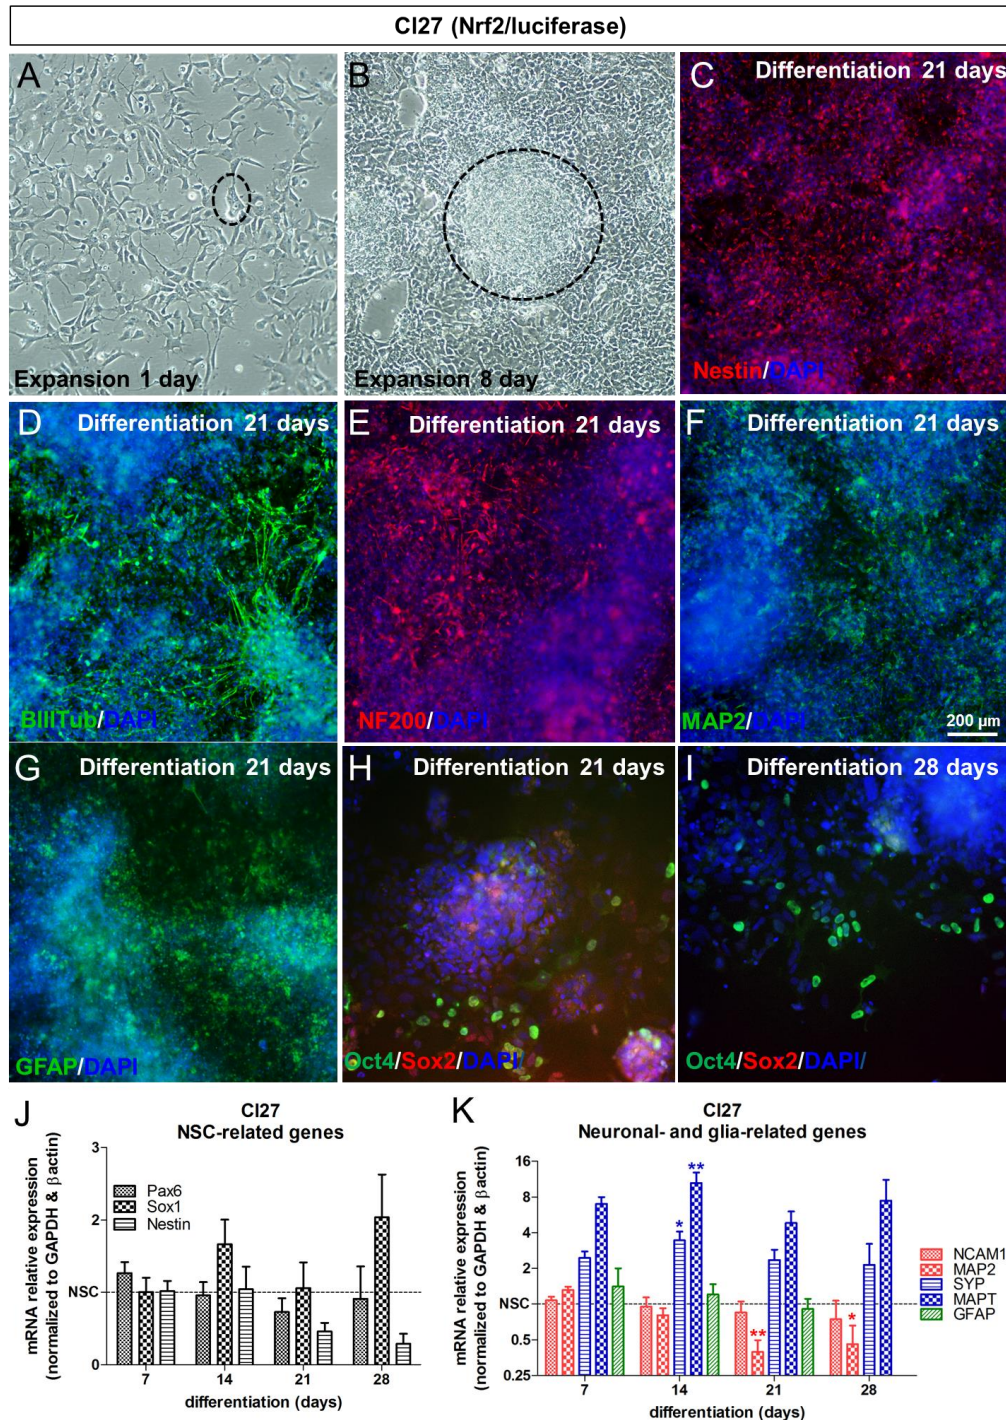 Cl27 (Nrf2/luciferase)
A
Expansion 1 day
B
Expansion 8 day
C
Differentiation 21 days
Nestin/DAPI
D
Differentiation 21 days
BIIITub/DAPI
E
Differentiation 21 days
NF200/DAPI
F
Differentiation 21 days
MAP2/DAPI
200 µm
G
Differentiation 21 days
GFAP/DAPI
H
Differentiation 21 days
Oct4/Sox2/DAPI/
I
Differentiation 28 days
Oct4/Sox2/DAPI/
J
Cl27
NSC-related genes
mRNA relative expression
(normalized to GAPDH & βactin)
3
2
NSC
0
Pax6
Sox1
Nestin
7 14 21 28
differentiation (days)
K
Cl27
Neuronal- and glia-related genes
mRNA relative expression
(normalized to GAPDH & βactin)
16
8
4
2
NSC
0.5
0.25
*
**
**
*
NCAM1
MAP2
SYP
MAPT
GFAP
7 14 21 28
differentiation (days)